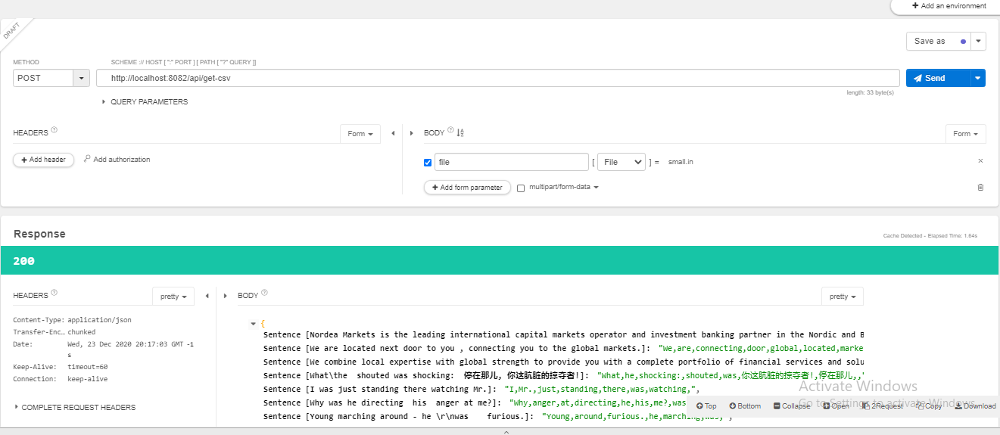 + Add an environment
DRAFT
Save as
METHOD
SCHEME :// HOST [ ":" PORT ] [ PATH [ "?" QUERY ]]
POST
http://localhost:8082/api/get-csv
Send
length: 33 byte(s)
QUERY PARAMETERS
HEADERS ?
Form
BODY ?
Form
+ Add header
Add authorization
file
[ File ] = small.in
×
+ Add form parameter
multipart/form-data
Response
Cache Detected - Elapsed Time: 1.64s
200
HEADERS ?
pretty
BODY ?
pretty
Content-Type: application/json
Transfer-Enc… chunked
Date: Wed, 23 Dec 2020 20:17:03 GMT -1
s
Keep-Alive: timeout=60
Connection: keep-alive
COMPLETE REQUEST HEADERS
{
Sentence [Nordea Markets is the leading international capital markets operator and investment banking partner in the Nordic and B
Sentence [We are located next door to you , connecting you to the global markets.]: "We,are,connecting,door,global,located,marke
Sentence [We combine local expertise with global strength to provide you with a complete portfolio of financial services and solu
Sentence [What\the  shouted was shocking:  停在那儿, 你这肮脏的掠夺者!]: "What,he,shocking:,shouted,was,你这肮脏的掠夺者!,停在那儿,,"
Sentence [I was just standing there watching Mr.]: "I,Mr.,just,standing,there,was,watching,",
Sentence [Why was he directing  his  anger at me?]: "Why,anger,at,directing,he,his,me?,was
Sentence [Young marching around - he \r\nwas    furious.]: "Young,around,furious.,he,marching,was,",
Activate Windows
Go to Settings to activate Windows.
Top
Bottom
Collapse
Open
2Request
Copy
Download